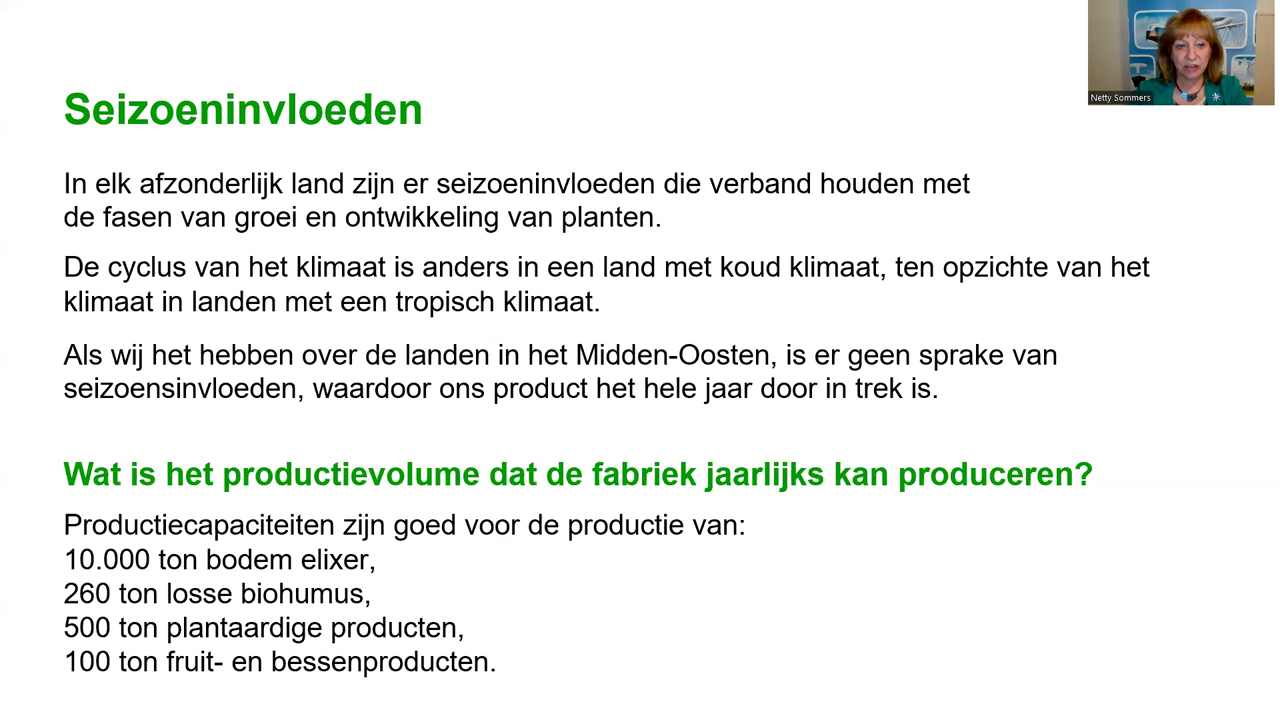 Seizoeninvloeden
Netty Sommers
In elk afzonderlijk land zijn er seizoeninvloeden die verband houden met
de fasen van groei en ontwikkeling van planten.
De cyclus van het klimaat is anders in een land met koud klimaat, ten opzichte van het
klimaat in landen met een tropisch klimaat.
Als wij het hebben over de landen in het Midden-Oosten, is er geen sprake van
seizoensinvloeden, waardoor ons product het hele jaar door in trek is.
Wat is het productievolume dat de fabriek jaarlijks kan produceren?
Productiecapaciteiten zijn goed voor de productie van:
10.000 ton bodem elixer,
260 ton losse biohumus,
500 ton plantaardige producten,
100 ton fruit- en bessenproducten.